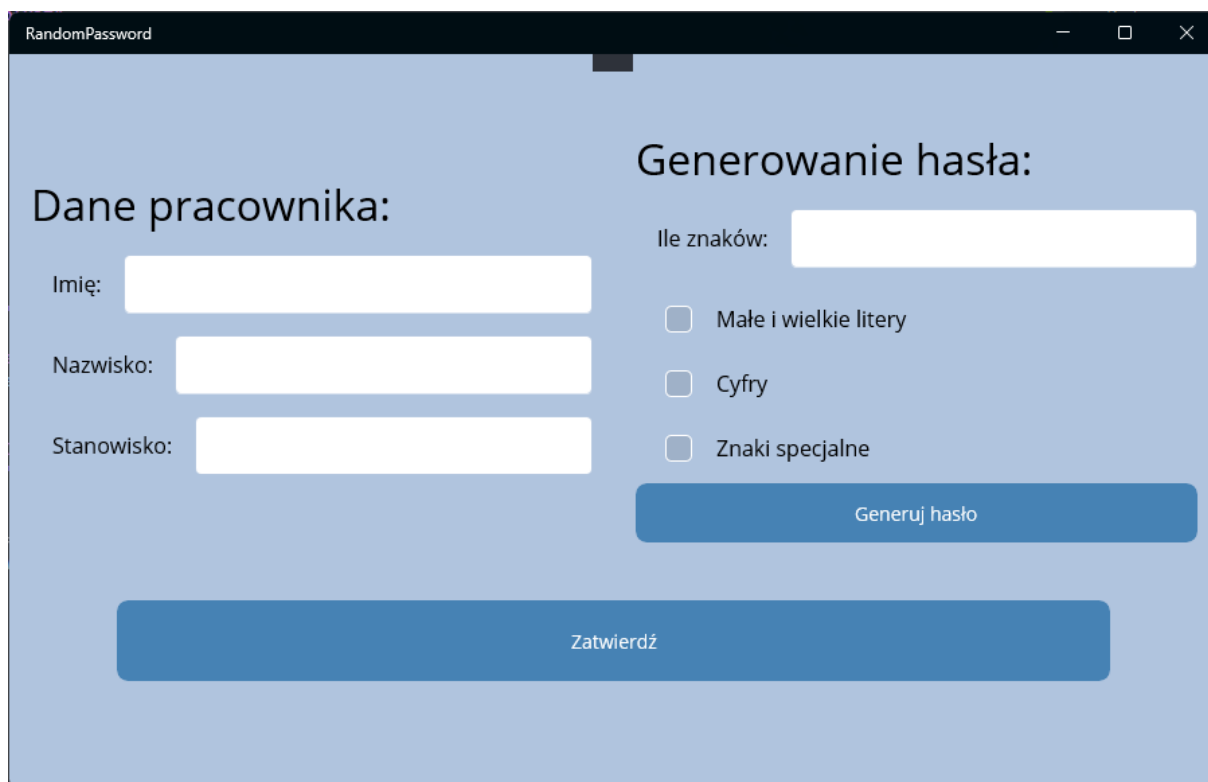 RandomPassword
Dane pracownika:
Imię:
Nazwisko:
Stanowisko:
Generowanie hasła:
Ile znaków:
Małe i wielkie litery
Cyfry
Znaki specjalne
Generuj hasło
Zatwierdź